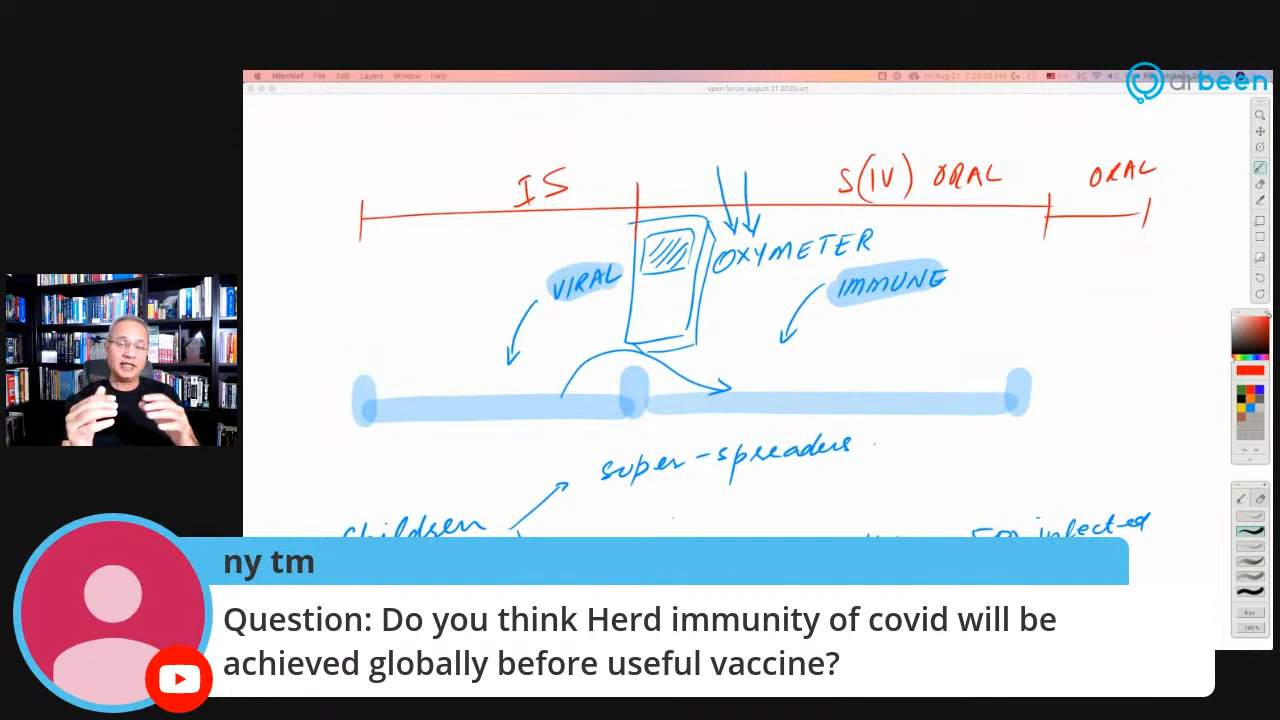 Mischief File Edit Layers Window Help
drbeen
open forum august 21 2020.art
IS
S(IV) ORAL
ORAL
OXYMETER
VIRAL
IMMUNE
super-spreaders
Children
infected
ny tm
Question: Do you think Herd immunity of covid will be
achieved globally before useful vaccine?